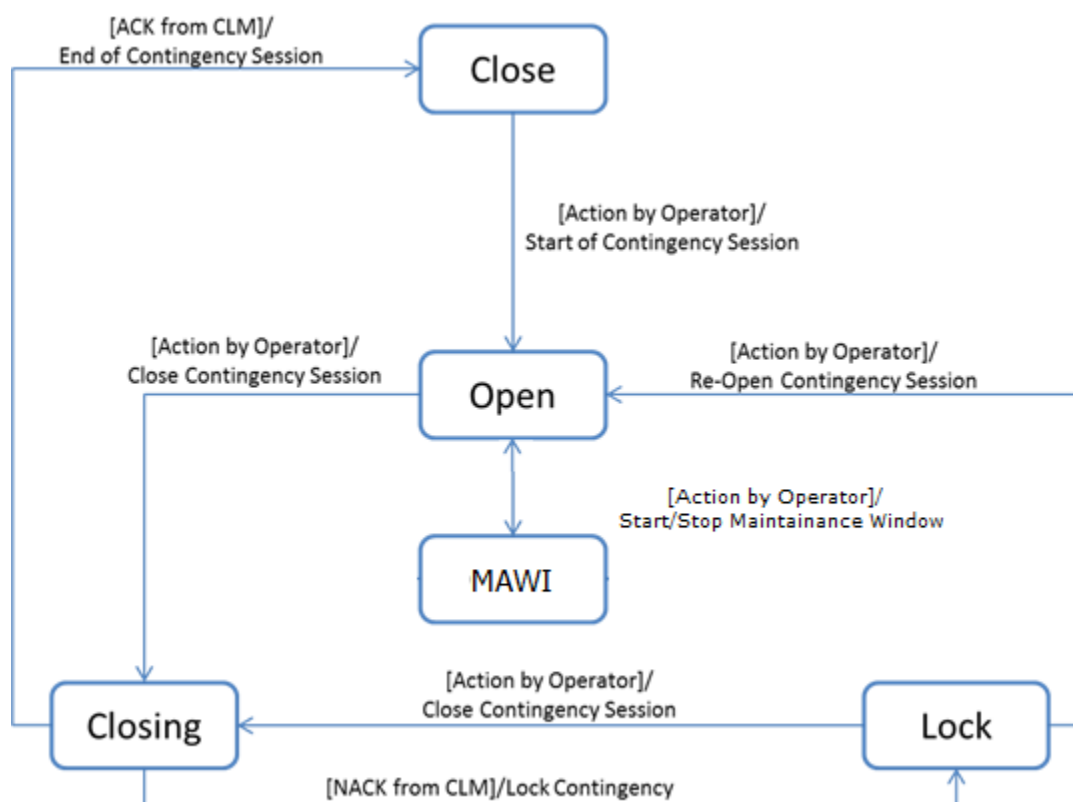 [ACK from CLM]/
End of Contingency Session
Close
[Action by Operator]/
Start of Contingency Session
[Action by Operator]/
Close Contingency Session
Open
[Action by Operator]/
Re-Open Contingency Session
[Action by Operator]/
Start/Stop Maintainance Window
MAWI
Closing
[Action by Operator]/
Close Contingency Session
Lock
[NACK from CLM]/Lock Contingency